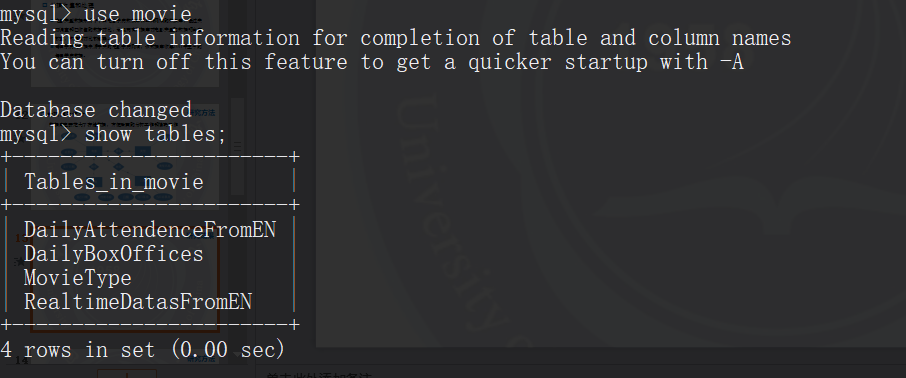 mysql> use movie
Reading table information for completion of table and column names
You can turn off this feature to get a quicker startup with -A
Database changed
mysql> show tables;
+-----------------------+
| Tables_in_movie       |
+-----------------------+
| DailyAttendenceFromEN |
| DailyBoxOffices       |
| MovieType             |
| RealtimeDatasFromEN   |
+-----------------------+
4 rows in set (0.00 sec)
University